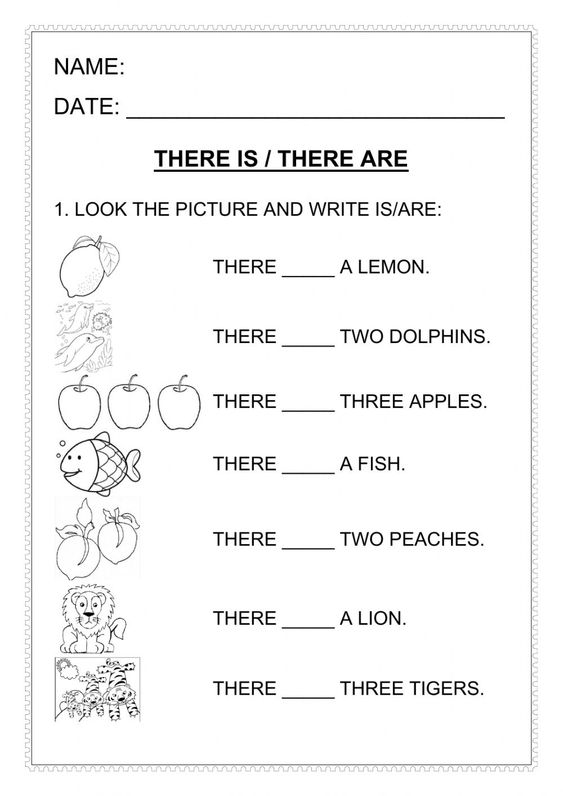 NAME:
DATE: ___________________________________
THERE IS / THERE ARE
1. LOOK THE PICTURE AND WRITE IS/ARE:
THERE _____ A LEMON.
THERE _____ TWO DOLPHINS.
THERE _____ THREE APPLES.
THERE _____ A FISH.
THERE _____ TWO PEACHES.
THERE _____ A LION.
THERE _____ THREE TIGERS.